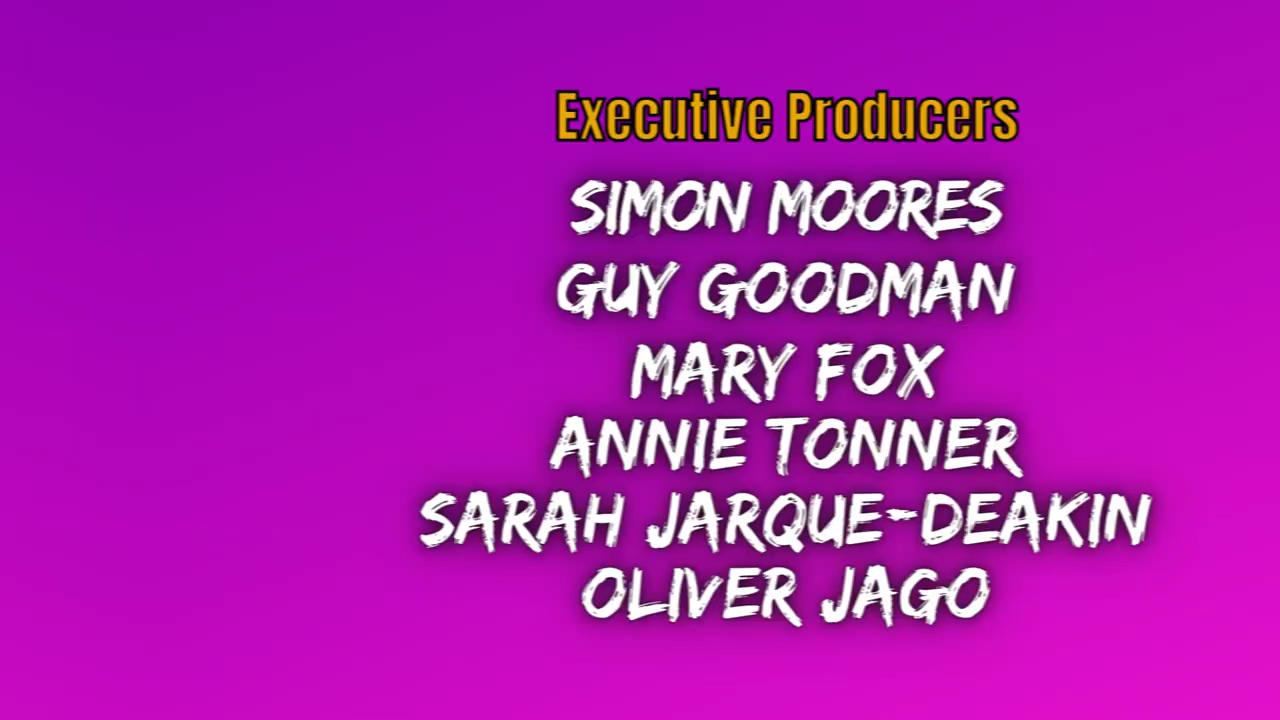 Executive Producers
SIMON MOORES
GUY GOODMAN
MARY FOX
ANNIE TONNER
SARAH JARQUE-DEAKIN
OLIVER JAGO